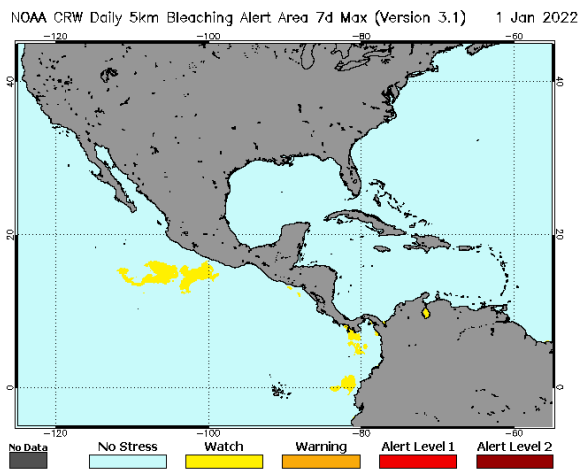 NOAA CRW Daily 5km Bleaching Alert Area 7d Max (Version 3.1) 1 Jan 2022
-120 -100 -80 -60
40 40
20 20
0 0
-120 -100 -80 -60
No Data No Stress Watch Warning Alert Level 1 Alert Level 2